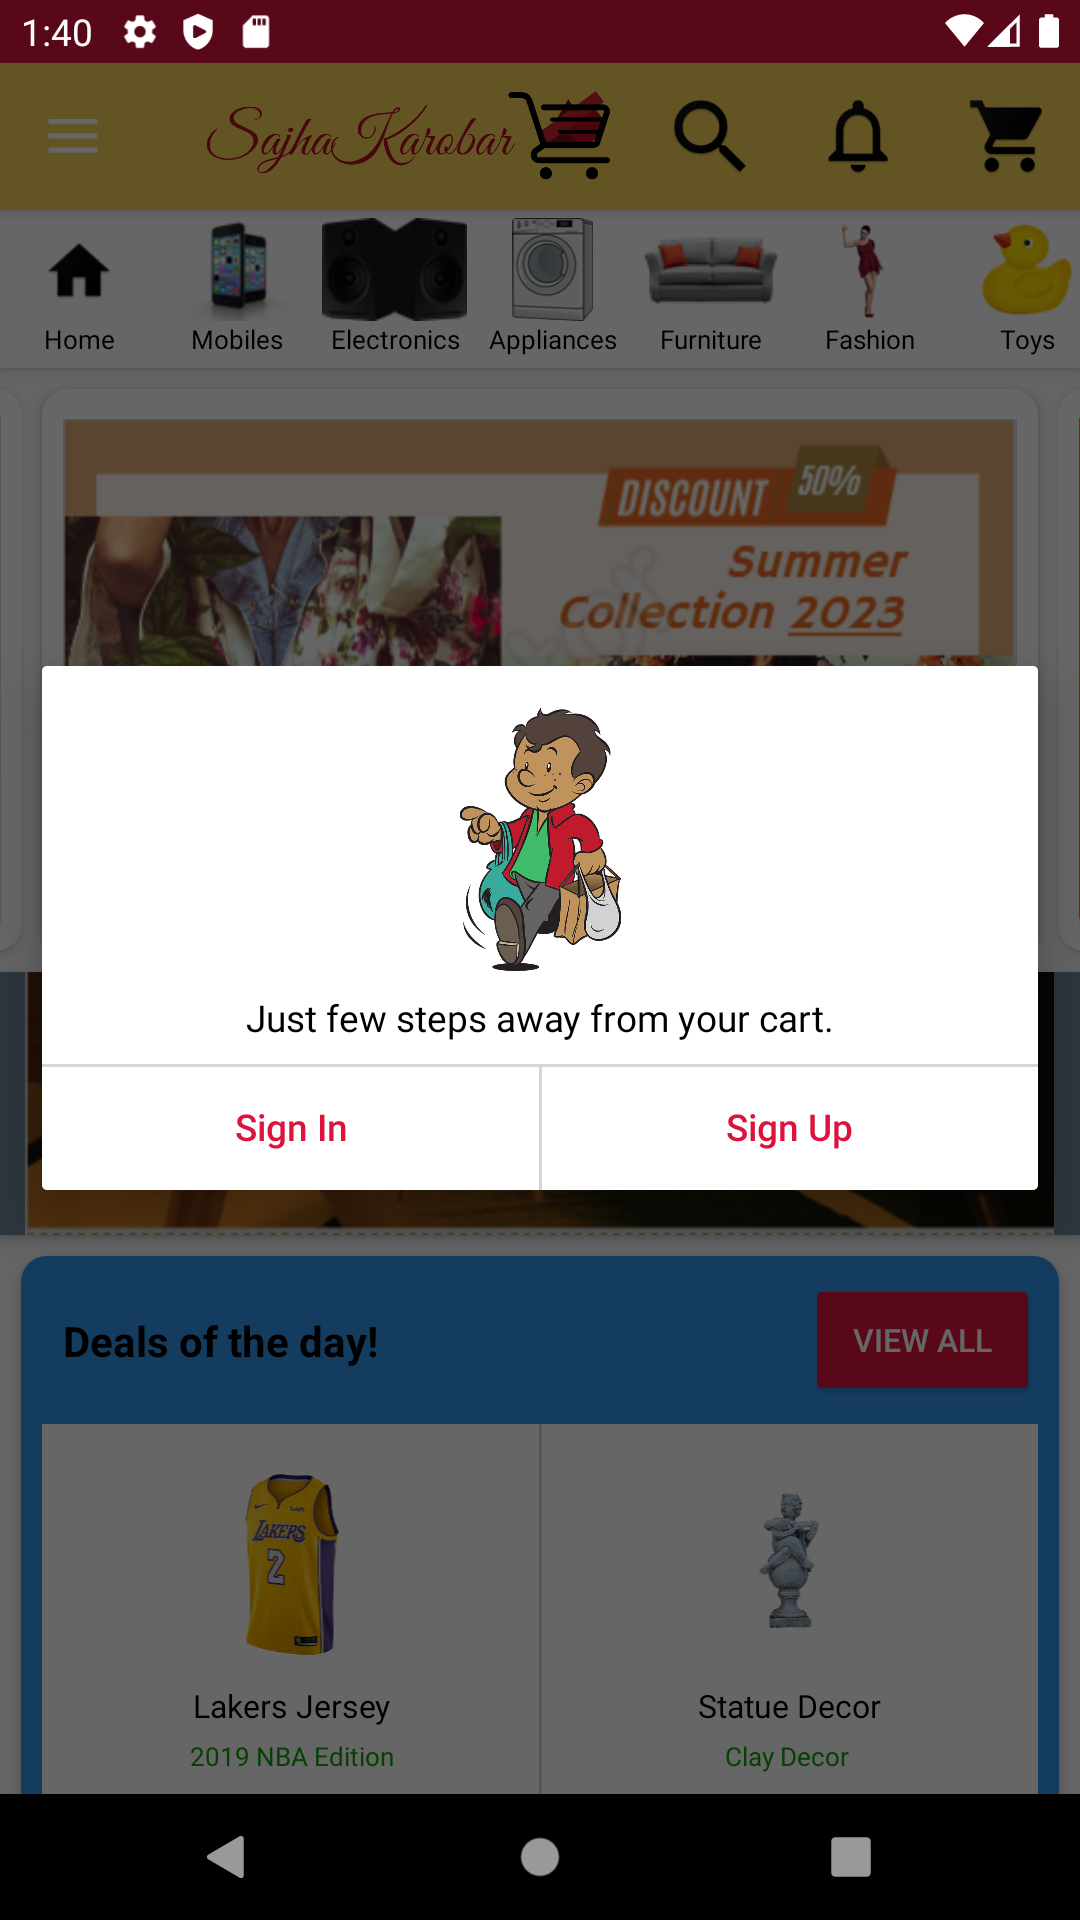 1:40
Sajha Karobar
Home
Mobiles
Electronics
Appliances
Furniture
Fashion
Toys
DISCOUNT 50%
Summer
Collection 2023
Just few steps away from your cart.
Sign In
Sign Up
Deals of the day!
VIEW ALL
LAKERS
2
Lakers Jersey
Statue Decor
2019 NBA Edition
Clay Decor